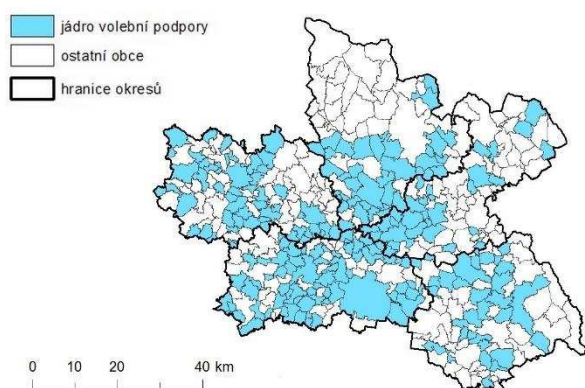 jádro volební podpory
ostatní obce
hranice okresů
0 10 20 40 km